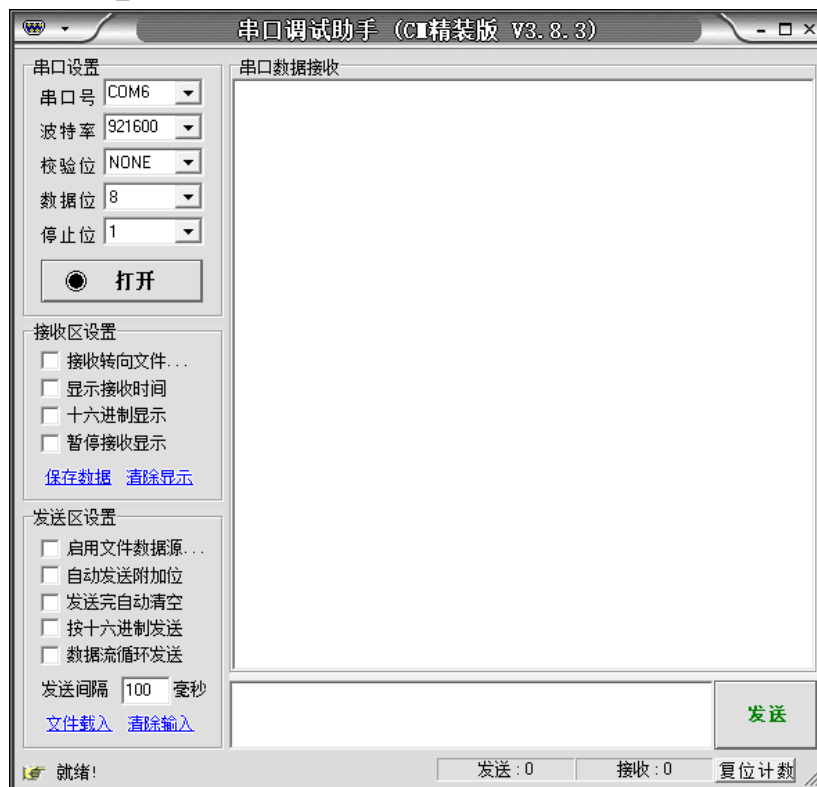 串口调试助手 (CM精装版 V3.8.3)
串口设置
串口号 COM6
波特率 921600
校验位 NONE
数据位 8
停止位 1
打开
接收区设置
接收转向文件...
显示接收时间
十六进制显示
暂停接收显示
保存数据 清除显示
发送区设置
启用文件数据源...
自动发送附加位
发送完自动清空
按十六进制发送
数据流循环发送
发送间隔 100 毫秒
文件载入 清除输入
串口数据接收
发送
就绪!
发送:0
接收:0
复位计数